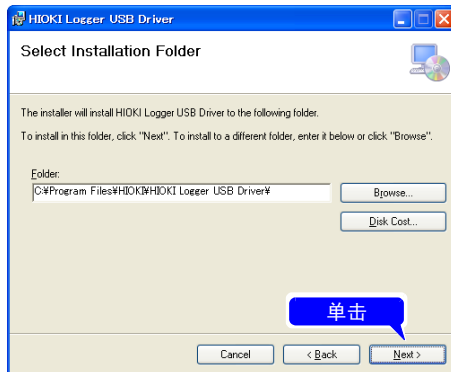 HIOKI Logger USB Driver
Select Installation Folder
The installer will install HIOKI Logger USB Driver to the following folder.
To install in this folder, click "Next". To install to a different folder, enter it below or click "Browse".
Folder:
C:¥Program Files¥HIOKI¥HIOKI Logger USB Driver¥
Browse...
Disk Cost...
单击
Cancel
< Back
Next >